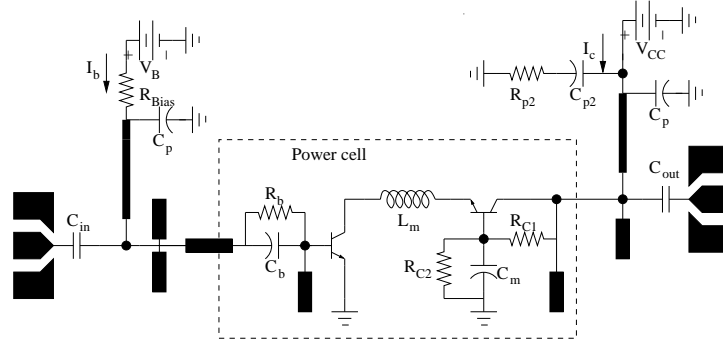 I_b
V_B
R_Bias
C_p
I_c
V_CC
R_p2
C_p2
C_p
Power cell
C_in
R_b
C_b
L_m
R_C1
R_C2
C_m
C_out